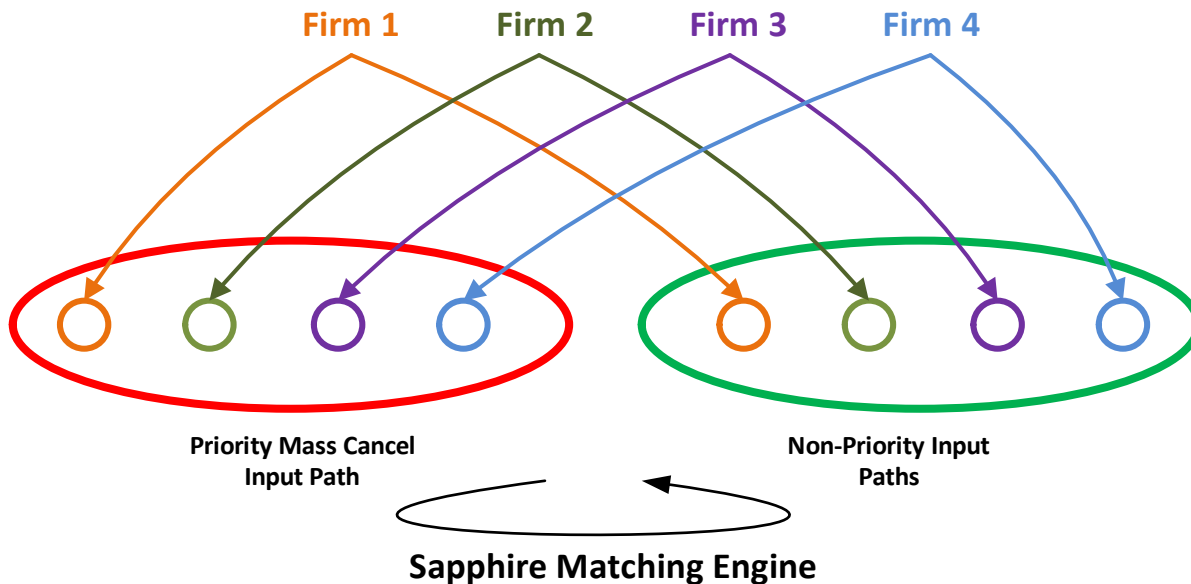 Firm 1 Firm 2 Firm 3 Firm 4
Priority Mass Cancel
Input Path
Non-Priority Input
Paths
Sapphire Matching Engine